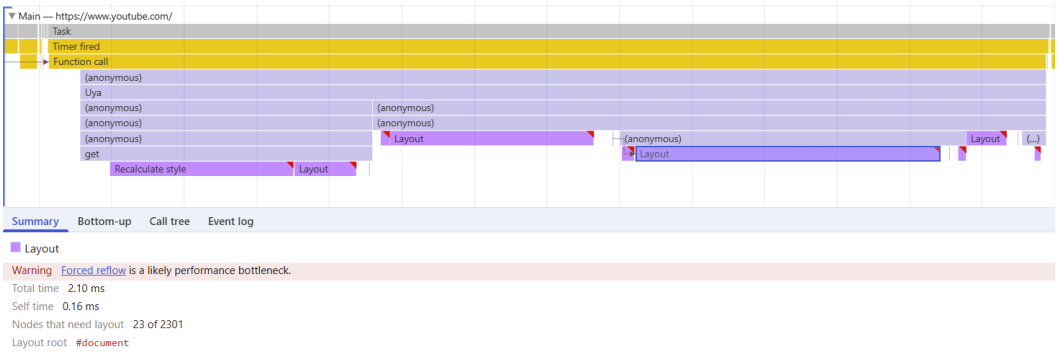 ▼ Main — https://www.youtube.com/
Task
Timer fired
Function call
(anonymous)
Uya
(anonymous) (anonymous)
(anonymous) (anonymous)
(anonymous) Layout (anonymous) Layout (...)
get Layout
Recalculate style Layout
Summary Bottom-up Call tree Event log
Layout
Warning Forced reflow is a likely performance bottleneck.
Total time 2.10 ms
Self time 0.16 ms
Nodes that need layout 23 of 2301
Layout root #document